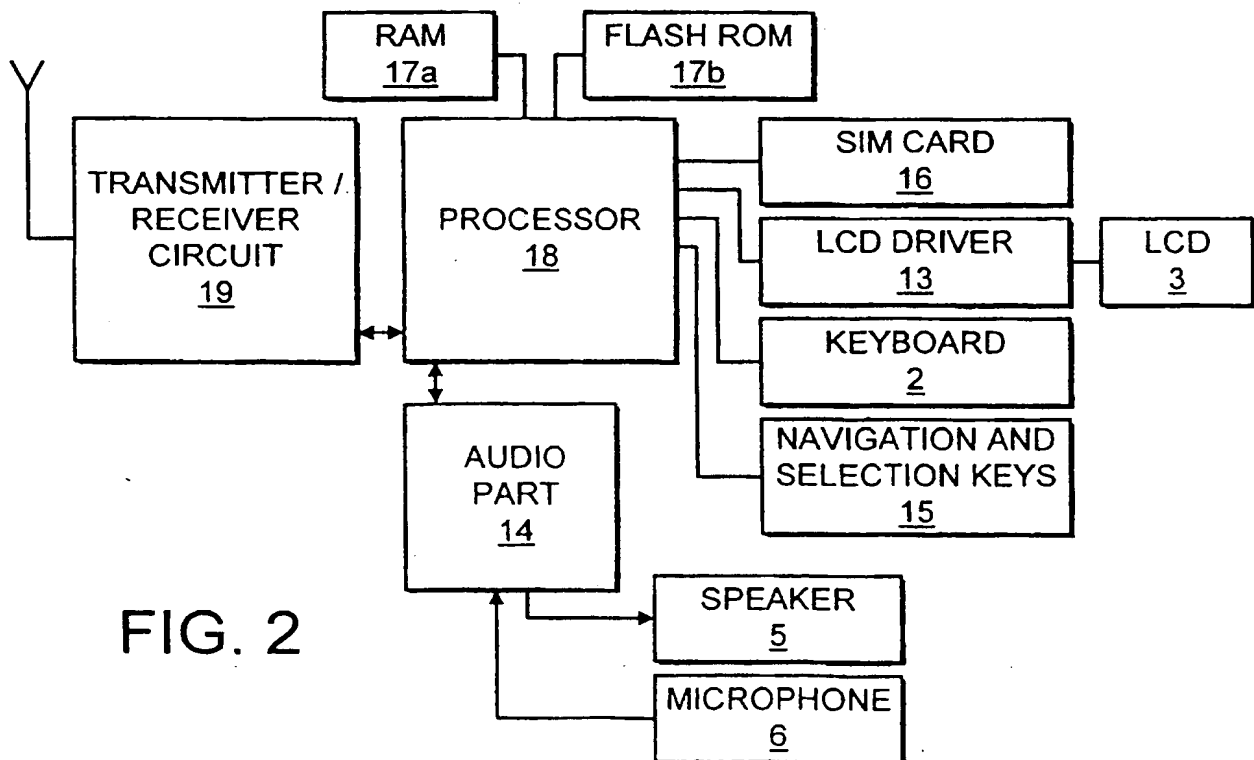 RAM
17a
FLASH ROM
17b
TRANSMITTER /
RECEIVER
CIRCUIT
19
PROCESSOR
18
SIM CARD
16
LCD DRIVER
13
LCD
3
KEYBOARD
2
NAVIGATION AND
SELECTION KEYS
15
AUDIO
PART
14
SPEAKER
5
MICROPHONE
6
FIG. 2